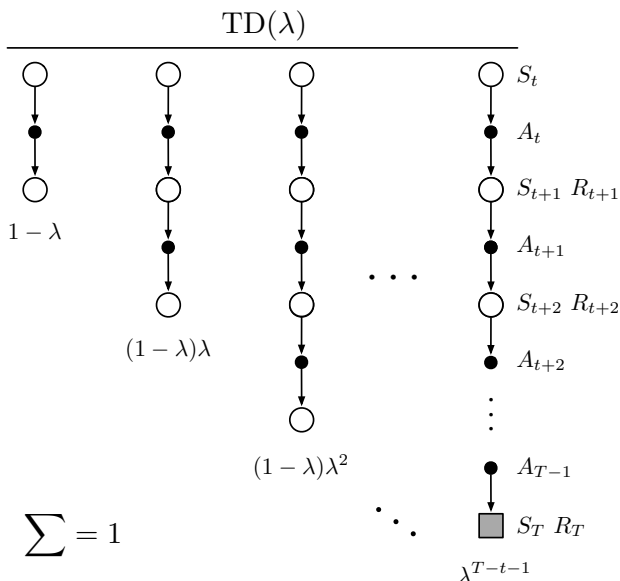 TD(λ)
S_t
A_t
S_{t+1} R_{t+1}
1 − λ
A_{t+1}
. . .
S_{t+2} R_{t+2}
(1 − λ)λ
A_{t+2}
(1 − λ)λ^2
A_{T−1}
∑ = 1
S_T R_T
λ^{T−t−1}